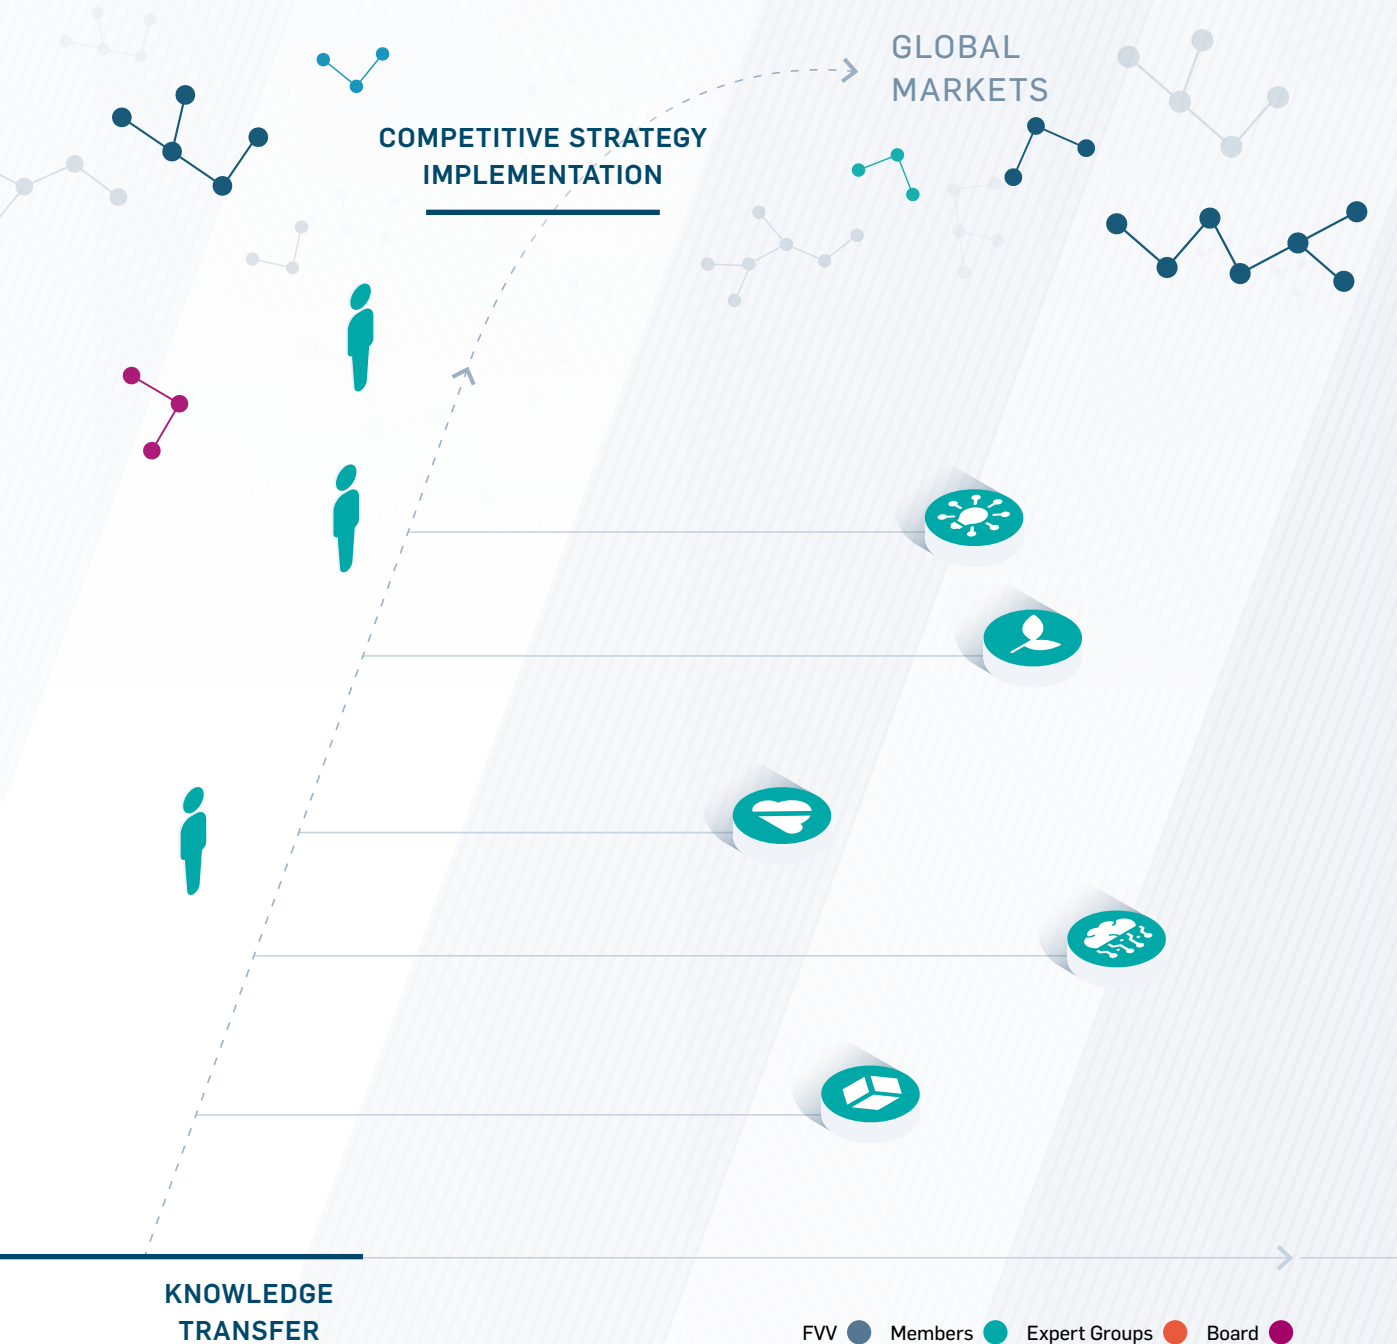 GLOBAL
MARKETS
COMPETITIVE STRATEGY
IMPLEMENTATION
KNOWLEDGE
TRANSFER
FVV
Members
Expert Groups
Board